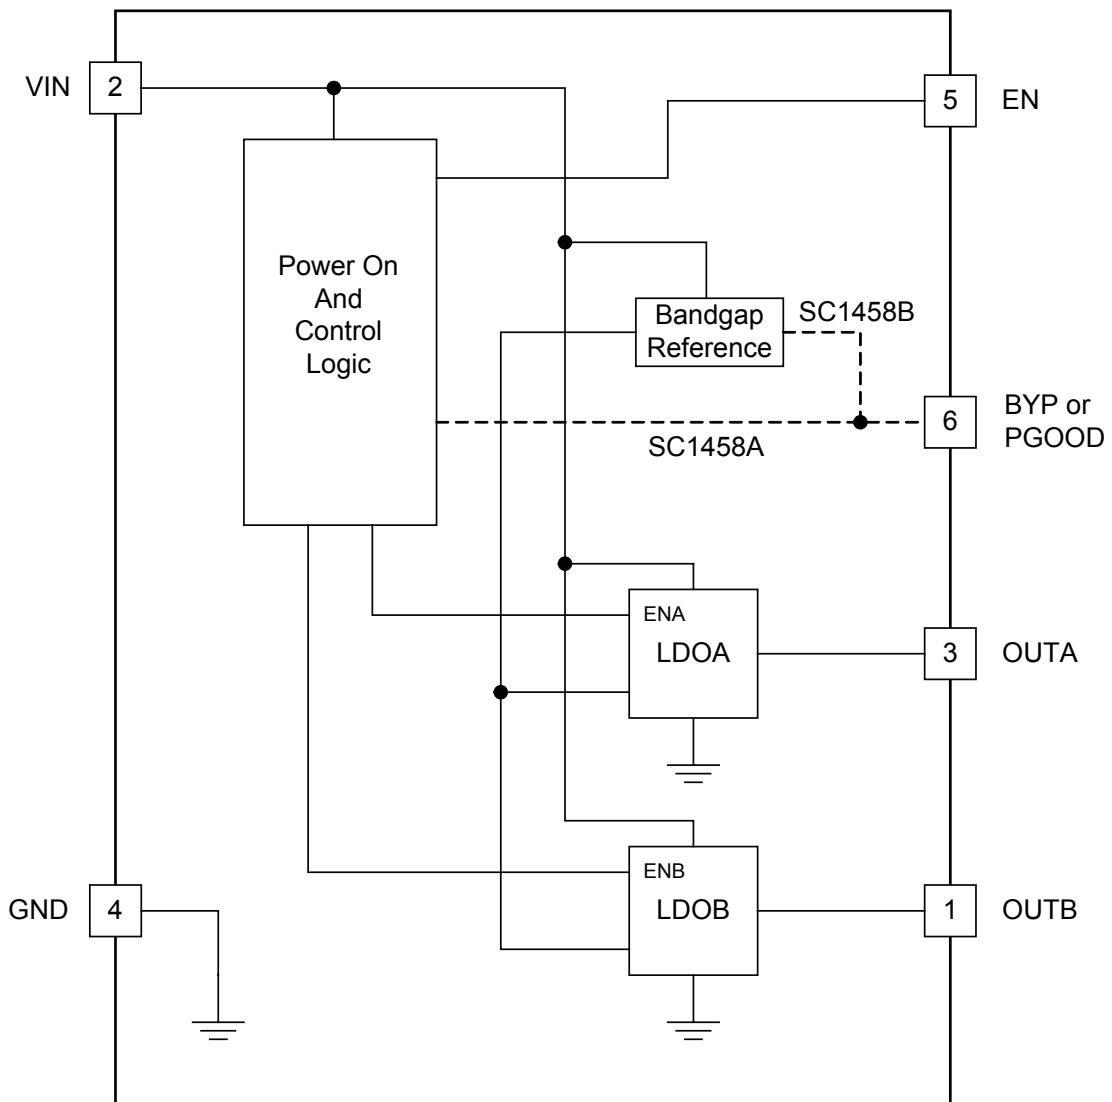 VIN
2
5
EN
Power On
And
Control
Logic
Bandgap
Reference
SC1458B
SC1458A
6
BYP or
PGOOD
ENA
LDOA
3
OUTA
ENB
LDOB
1
OUTB
GND
4